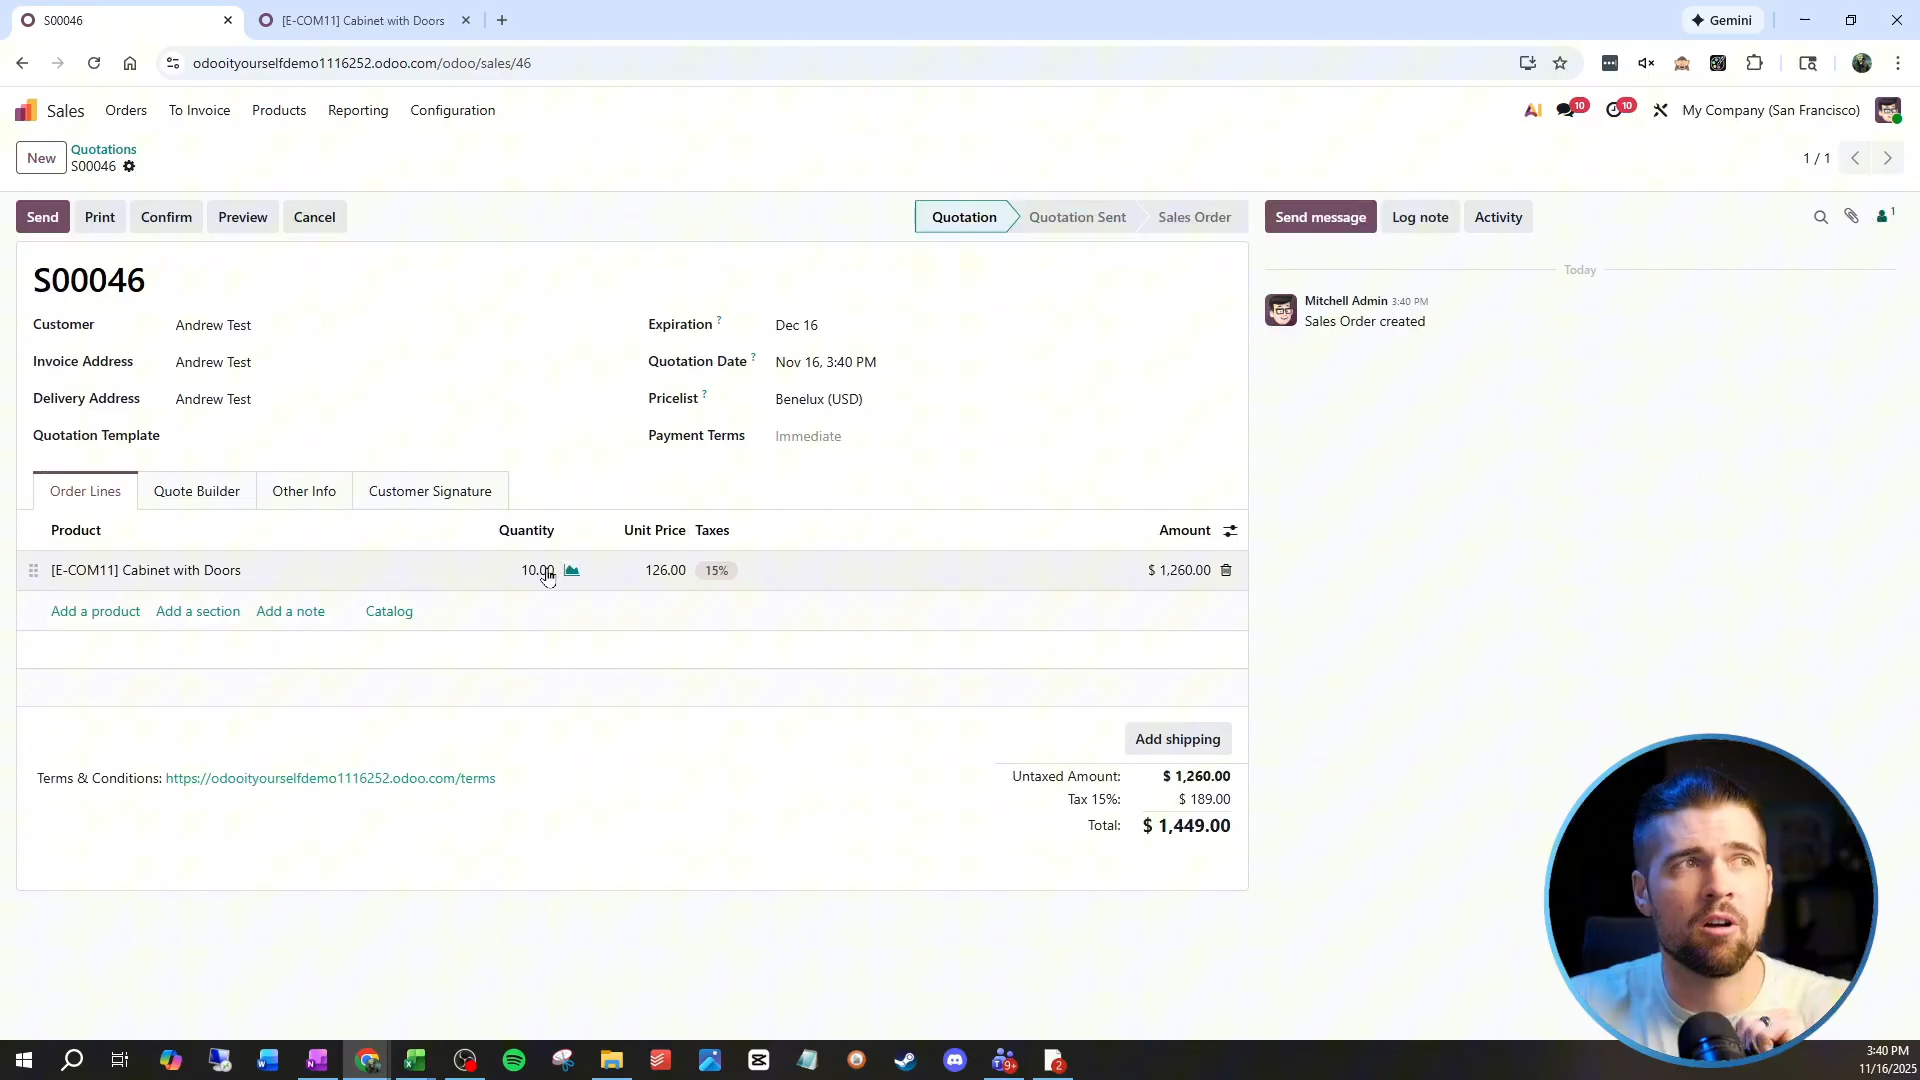 S00046
[E-COM11] Cabinet with Doors
Gemini
odooityourselfdemo1116252.odoo.com/odoo/sales/46
Sales Orders To Invoice Products Reporting Configuration
AI 10 10 My Company (San Francisco)
New Quotations
S00046
1 / 1
Send Print Confirm Preview Cancel
Quotation Quotation Sent Sales Order
Send message Log note Activity
1
S00046
Today
Customer Andrew Test
Expiration ? Dec 16
Mitchell Admin 3:40 PM
Sales Order created
Invoice Address Andrew Test
Quotation Date ? Nov 16, 3:40 PM
Delivery Address Andrew Test
Pricelist ? Benelux (USD)
Quotation Template
Payment Terms Immediate
Order Lines Quote Builder Other Info Customer Signature
Product Quantity Unit Price Taxes Amount
[E-COM11] Cabinet with Doors 10.00 126.00 15% $ 1,260.00
Add a product Add a section Add a note Catalog
Add shipping
Terms & Conditions: https://odooityourselfdemo1116252.odoo.com/terms
Untaxed Amount: $ 1,260.00
Tax 15%: $ 189.00
Total: $ 1,449.00
9+
2
3:40 PM
11/16/2025